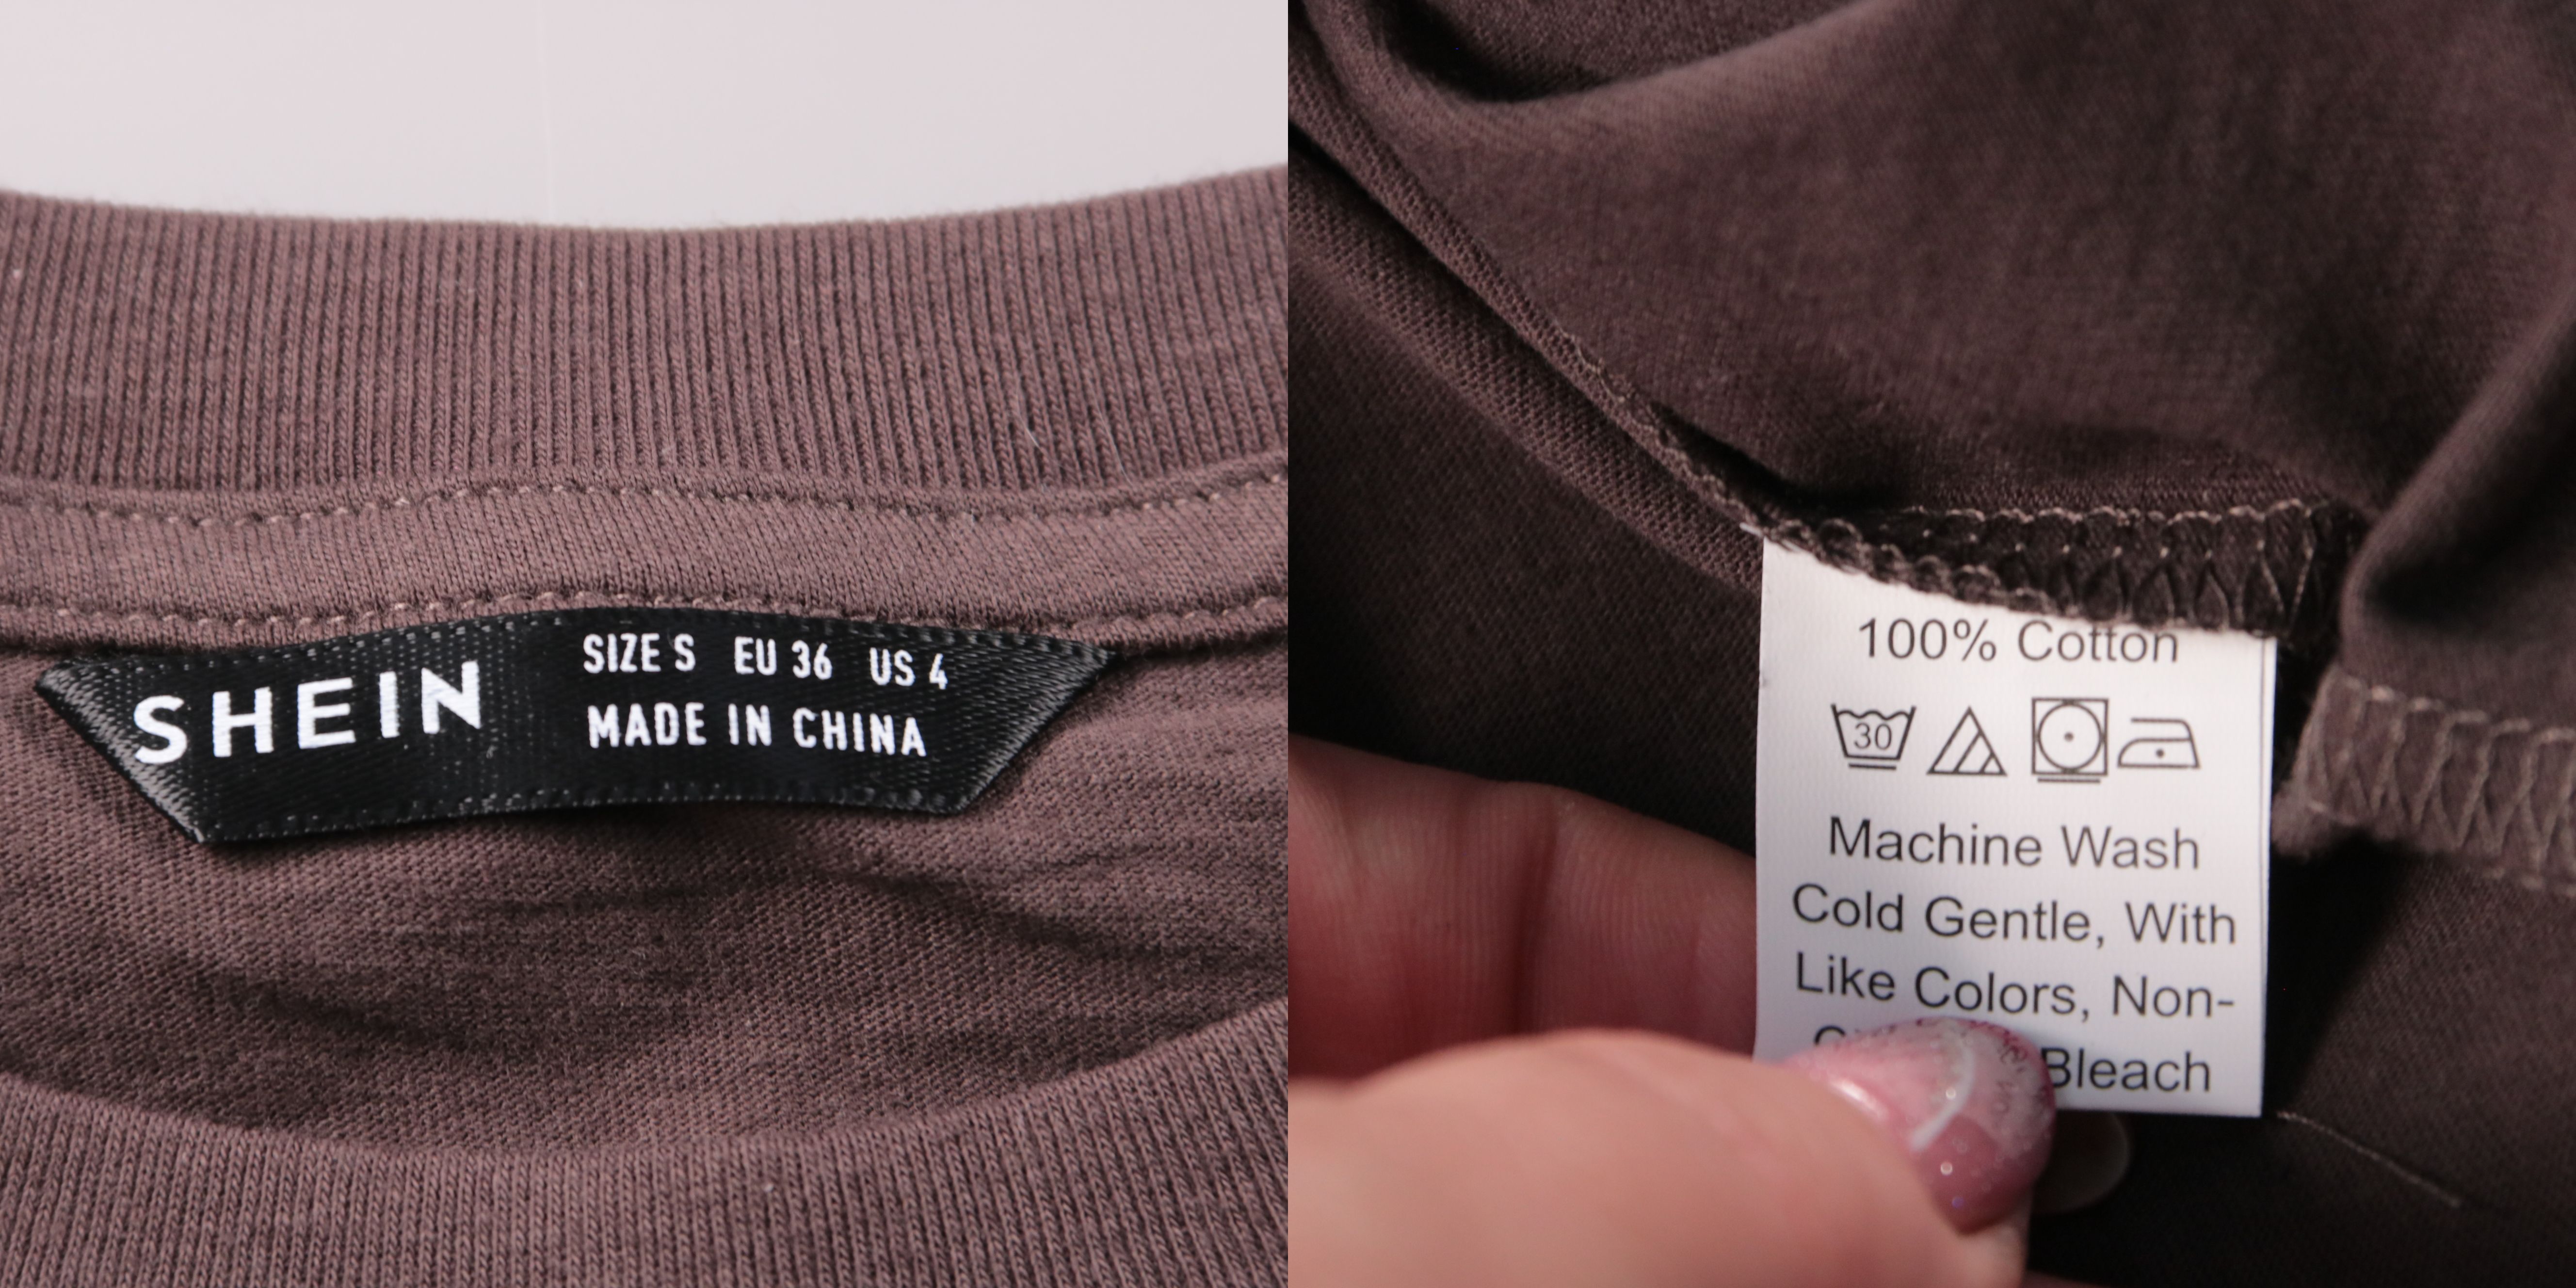 SHEIN
SIZE S EU 36 US 4
MADE IN CHINA
100% Cotton
30
Machine Wash
Cold Gentle, With
Like Colors, Non-
Bleach